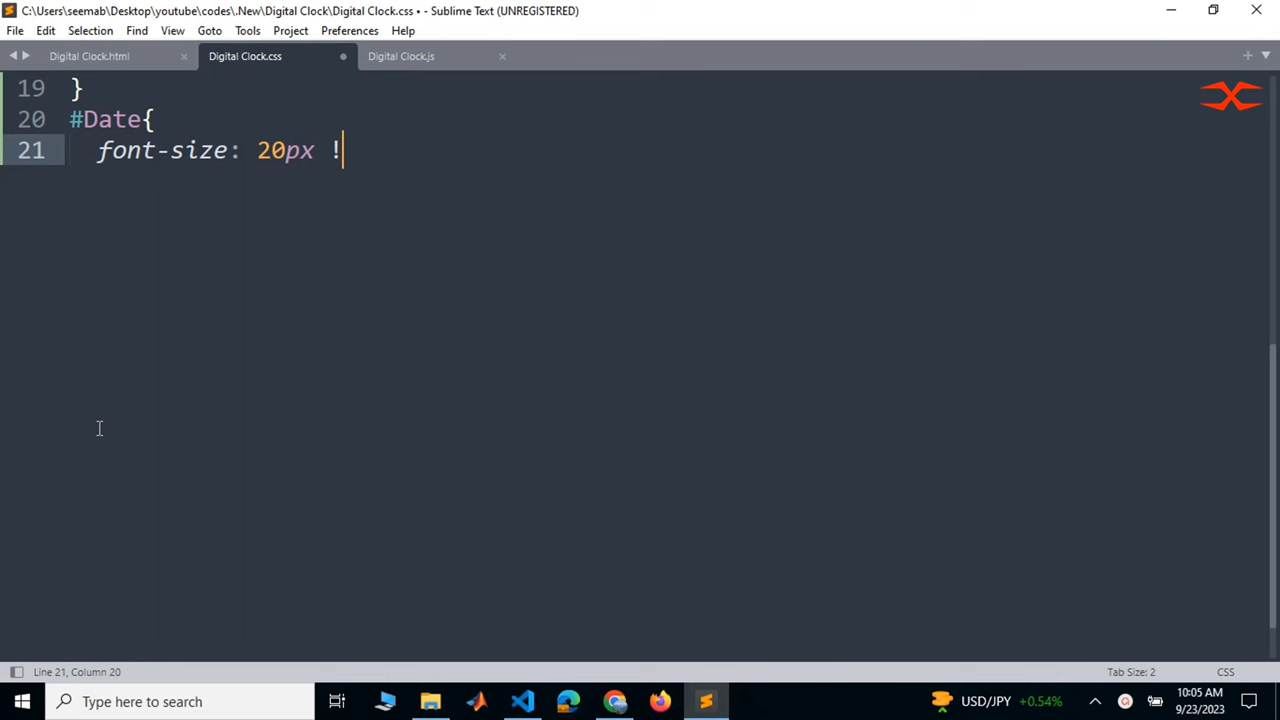 C:\Users\seemab\Desktop\youtube\codes\.New\Digital Clock\Digital Clock.css • - Sublime Text (UNREGISTERED)
File Edit Selection Find View Goto Tools Project Preferences Help
Digital Clock.html Digital Clock.css Digital Clock.js
19 }
20 #Date{
21 font-size: 20px !
Line 21, Column 20 Tab Size: 2 CSS
Type here to search USD/JPY +0.54% 10:05 AM
9/23/2023